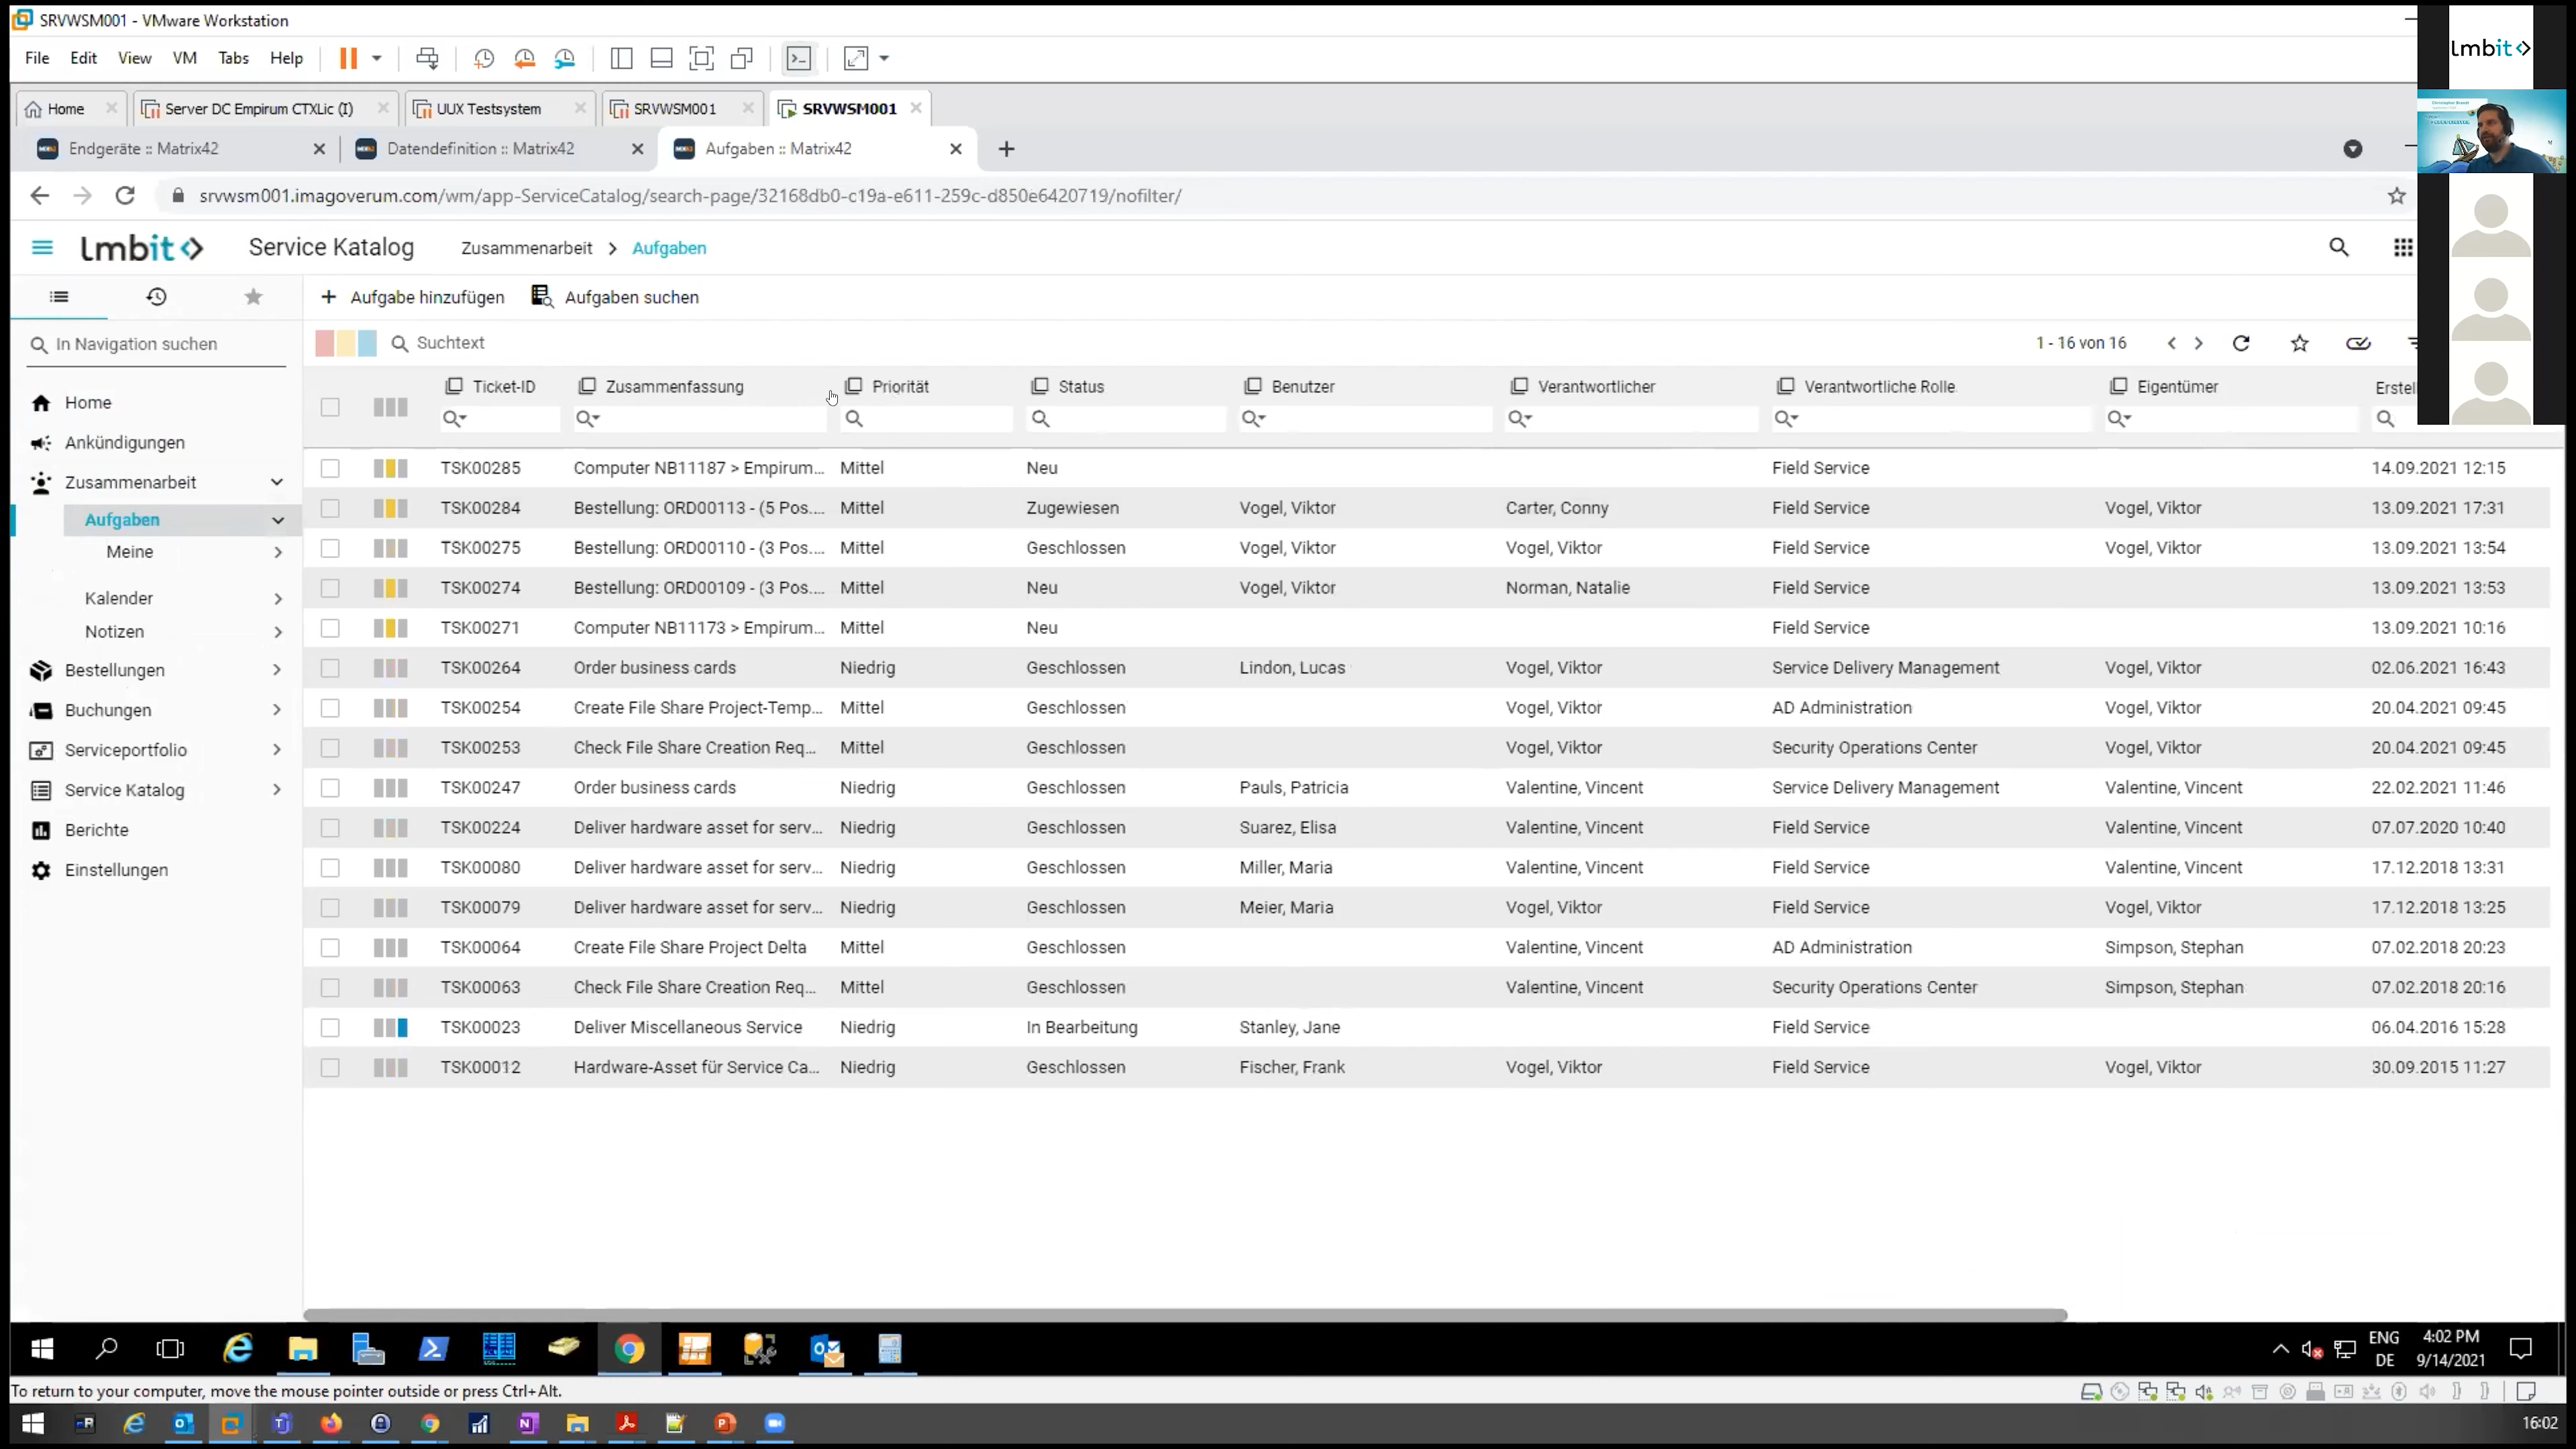 SRVWSM001 - VMware Workstation
File Edit View VM Tabs Help
lmbit
Home Server DC Empirum CTXLic (I) UUX Testsystem SRVWSM001 SRVWSM001
Endgeräte :: Matrix42 Datendefinition :: Matrix42 Aufgaben :: Matrix42
srvwsm001.imagoverum.com/wm/app-ServiceCatalog/search-page/32168db0-c19a-e611-259c-d850e6420719/nofilter/
lmbit Service Katalog Zusammenarbeit > Aufgaben
Aufgabe hinzufügen Aufgaben suchen
In Navigation suchen
Suchtext 1 - 16 von 16
Home
Ankündigungen
Zusammenarbeit
Aufgaben
Meine
Kalender
Notizen
Bestellungen
Buchungen
Serviceportfolio
Service Katalog
Berichte
Einstellungen
Ticket-ID Zusammenfassung Priorität Status Benutzer Verantwortlicher Verantwortliche Rolle Eigentümer Erstel
TSK00285 Computer NB11187 > Empirum... Mittel Neu Field Service 14.09.2021 12:15
TSK00284 Bestellung: ORD00113 - (5 Pos.... Mittel Zugewiesen Vogel, Viktor Carter, Conny Field Service Vogel, Viktor 13.09.2021 17:31
TSK00275 Bestellung: ORD00110 - (3 Pos.... Mittel Geschlossen Vogel, Viktor Vogel, Viktor Field Service Vogel, Viktor 13.09.2021 13:54
TSK00274 Bestellung: ORD00109 - (3 Pos.... Mittel Neu Vogel, Viktor Norman, Natalie Field Service 13.09.2021 13:53
TSK00271 Computer NB11173 > Empirum... Mittel Neu Field Service 13.09.2021 10:16
TSK00264 Order business cards Niedrig Geschlossen Lindon, Lucas Vogel, Viktor Service Delivery Management Vogel, Viktor 02.06.2021 16:43
TSK00254 Create File Share Project-Temp... Mittel Geschlossen Vogel, Viktor AD Administration Vogel, Viktor 20.04.2021 09:45
TSK00253 Check File Share Creation Req... Mittel Geschlossen Vogel, Viktor Security Operations Center Vogel, Viktor 20.04.2021 09:45
TSK00247 Order business cards Niedrig Geschlossen Pauls, Patricia Valentine, Vincent Service Delivery Management Valentine, Vincent 22.02.2021 11:46
TSK00224 Deliver hardware asset for serv... Niedrig Geschlossen Suarez, Elisa Valentine, Vincent Field Service Valentine, Vincent 07.07.2020 10:40
TSK00080 Deliver hardware asset for serv... Niedrig Geschlossen Miller, Maria Valentine, Vincent Field Service Valentine, Vincent 17.12.2018 13:31
TSK00079 Deliver hardware asset for serv... Niedrig Geschlossen Meier, Maria Vogel, Viktor Field Service Vogel, Viktor 17.12.2018 13:25
TSK00064 Create File Share Project Delta Mittel Geschlossen Valentine, Vincent AD Administration Simpson, Stephan 07.02.2018 20:23
TSK00063 Check File Share Creation Req... Mittel Geschlossen Valentine, Vincent Security Operations Center Simpson, Stephan 07.02.2018 20:16
TSK00023 Deliver Miscellaneous Service Niedrig In Bearbeitung Stanley, Jane Field Service 06.04.2016 15:28
TSK00012 Hardware-Asset für Service Ca... Niedrig Geschlossen Fischer, Frank Vogel, Viktor Field Service Vogel, Viktor 30.09.2015 11:27
ENG 4:02 PM
DE 9/14/2021
To return to your computer, move the mouse pointer outside or press Ctrl+Alt.
16:02